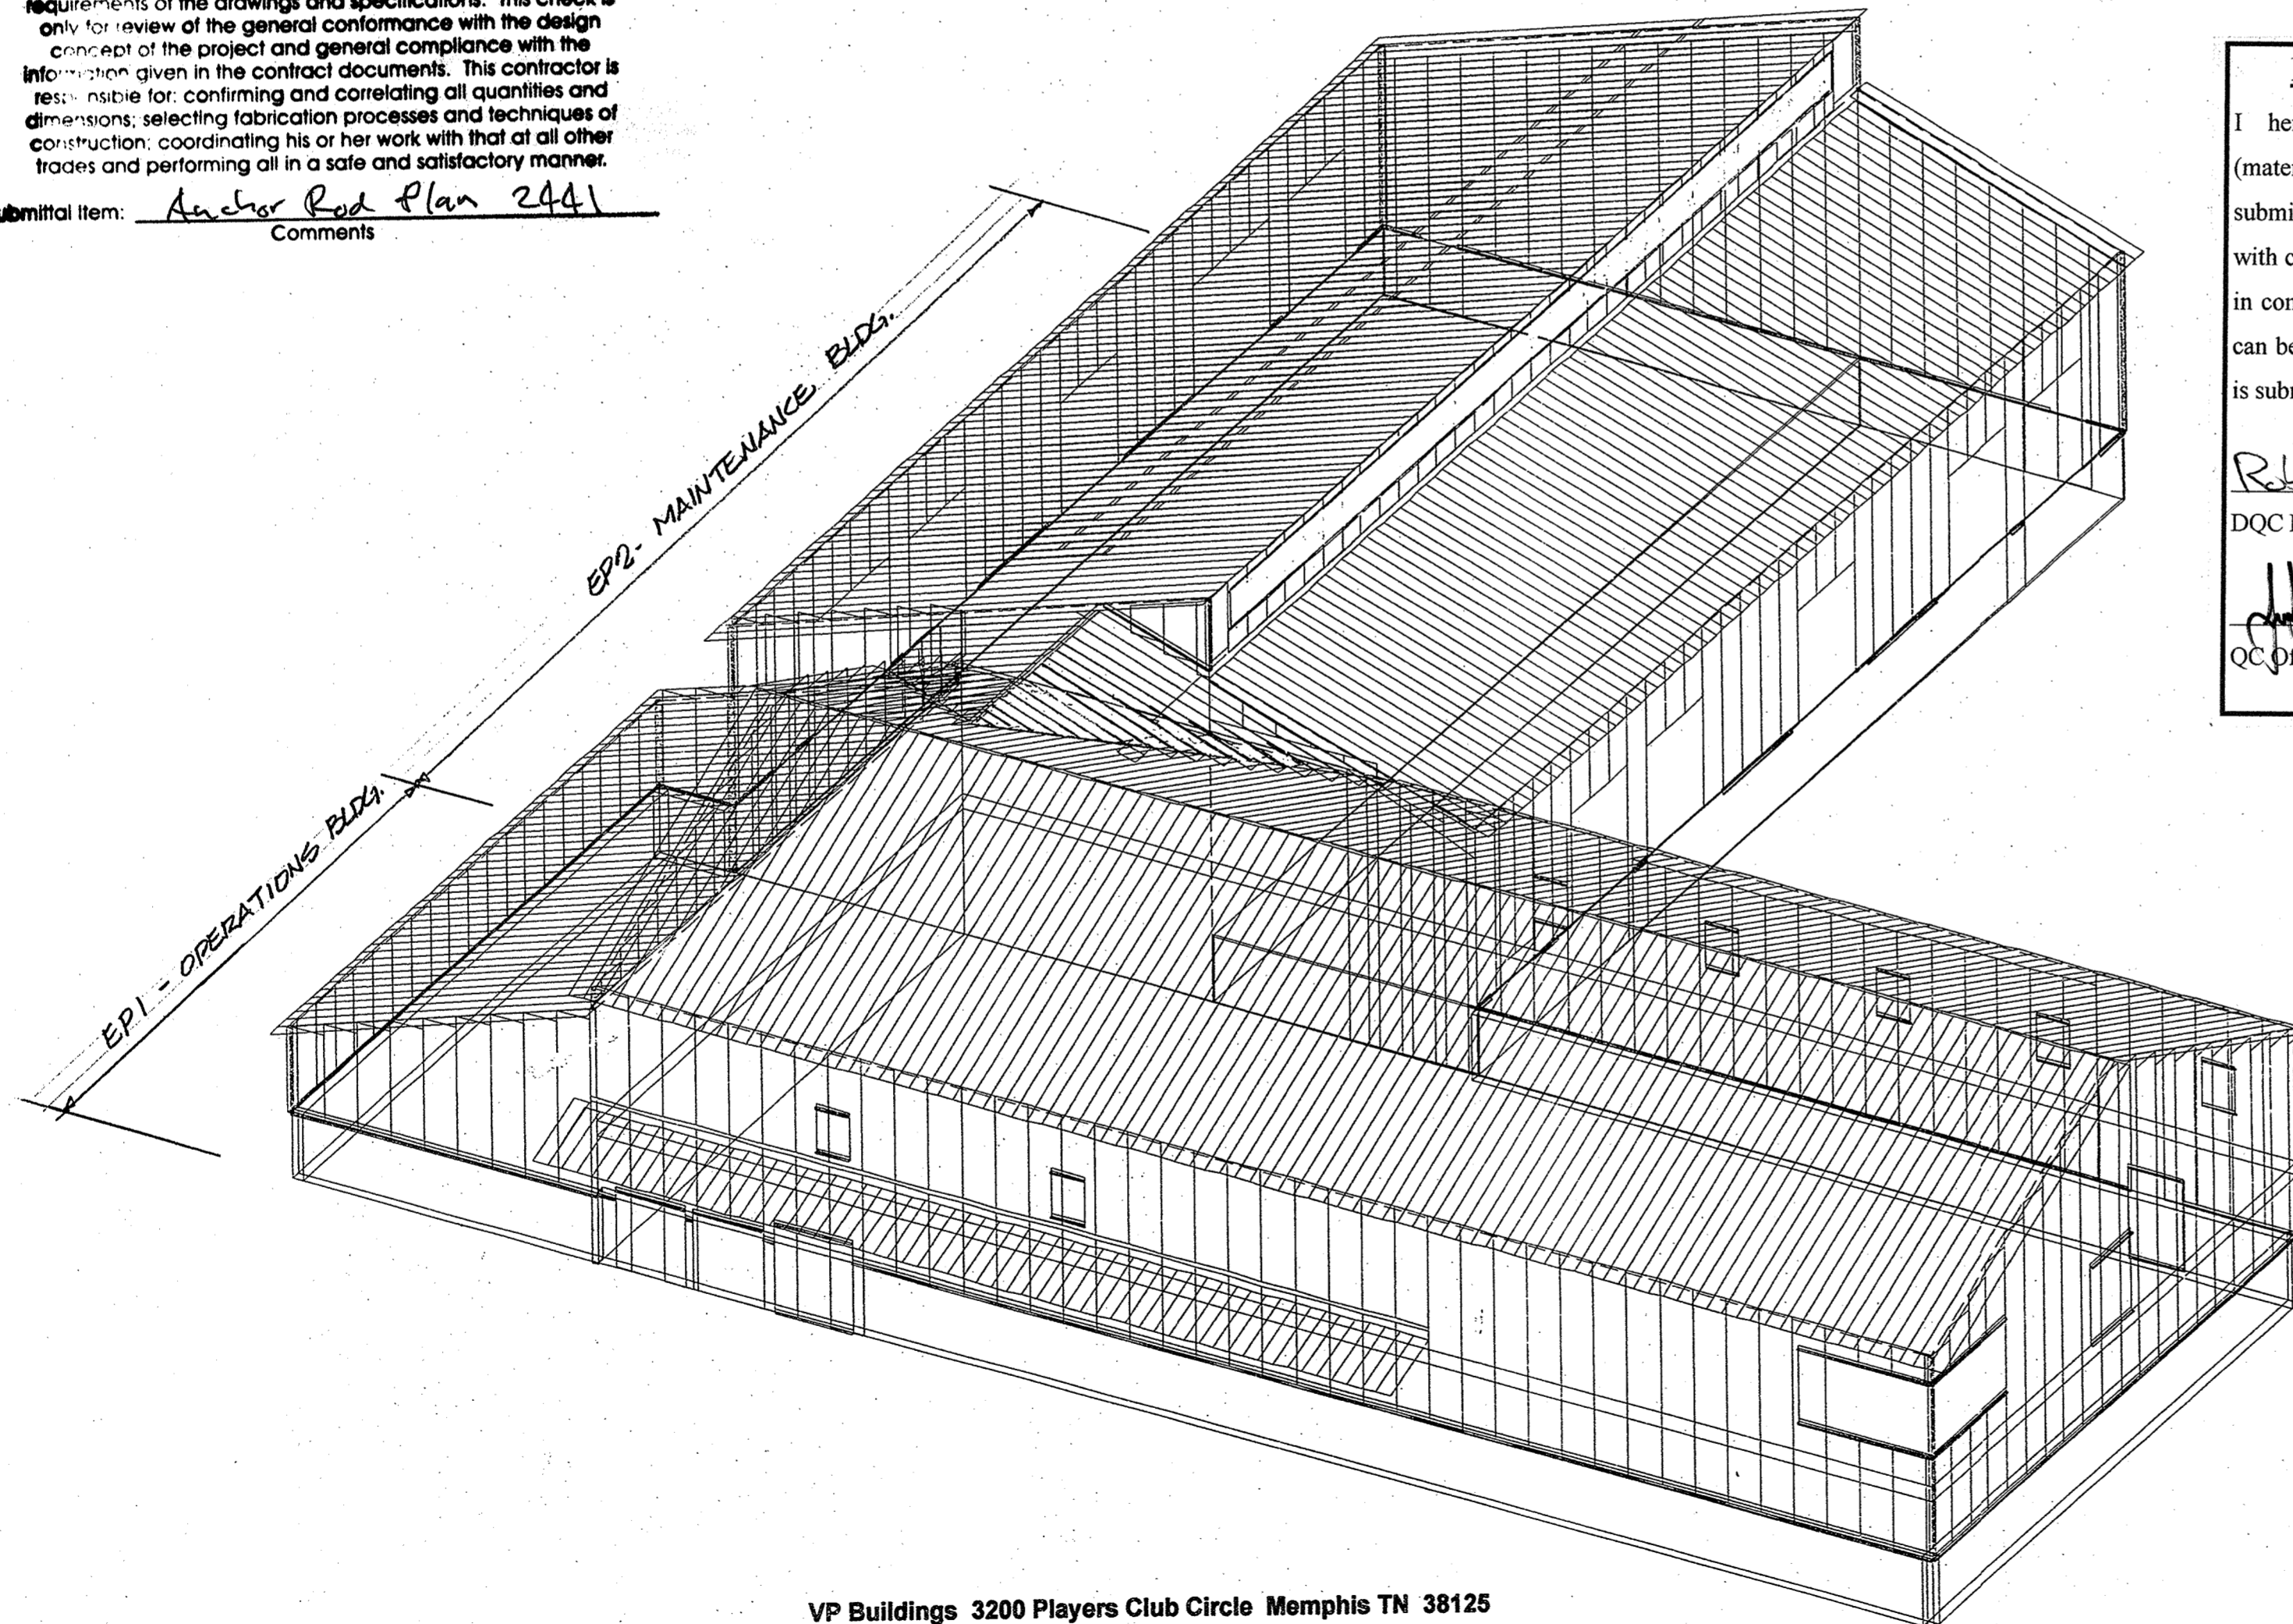 requirements of the drawings and specifications. This check is
only for review of the general conformance with the design
concept of the project and general compliance with the
information given in the contract documents. This contractor is
responsible for: confirming and correlating all quantities and
dimensions; selecting fabrication processes and techniques of
construction; coordinating his or her work with that at all other
trades and performing all in a safe and satisfactory manner.
ubmittal Item: Anchor Rod Plan 2441
Comments
EP2- MAINTENANCE BLDG.
EP1 - OPERATIONS BLDG.
I he
(mate
submi
with c
in con
can be
is subr
Rob
DQC
QC Of
VP Buildings 3200 Players Club Circle Memphis TN 38125